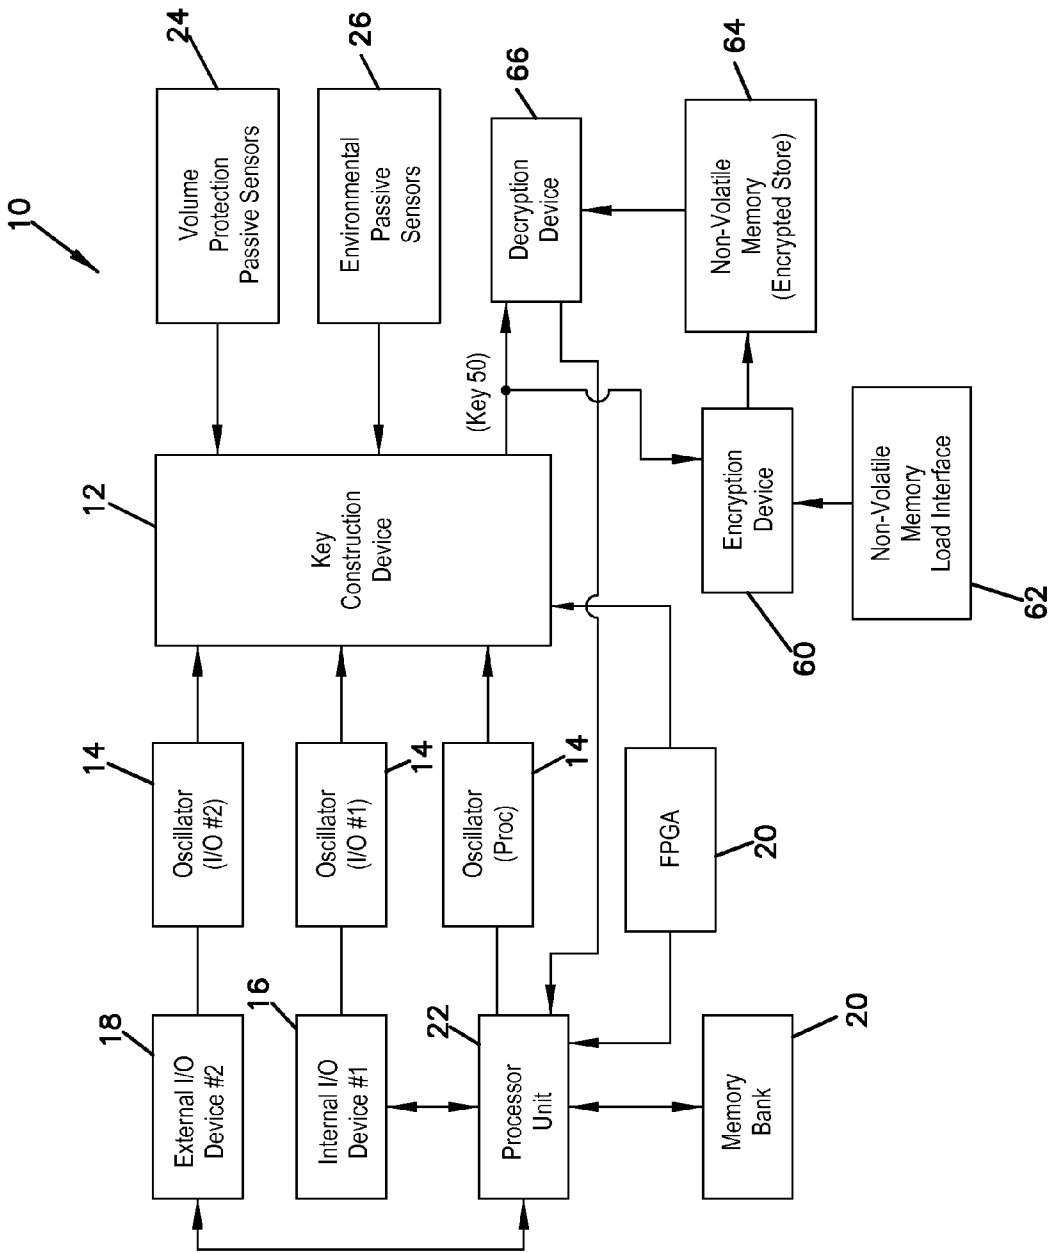 10
24
Volume
Protection
Passive Sensors
26
Environmental
Passive
Sensors
66
Decryption
Device
64
Non-Volatile
Memory
(Encrypted Store)
(Key 50)
12
Key
Construction
Device
Encryption
Device
60
Non-Volatile
Memory
Load Interface
62
14
Oscillator
(I/O #2)
14
Oscillator
(I/O #1)
14
Oscillator
(Proc)
FPGA
20
18
External I/O
Device #2
16
Internal I/O
Device #1
22
Processor
Unit
20
Memory
Bank